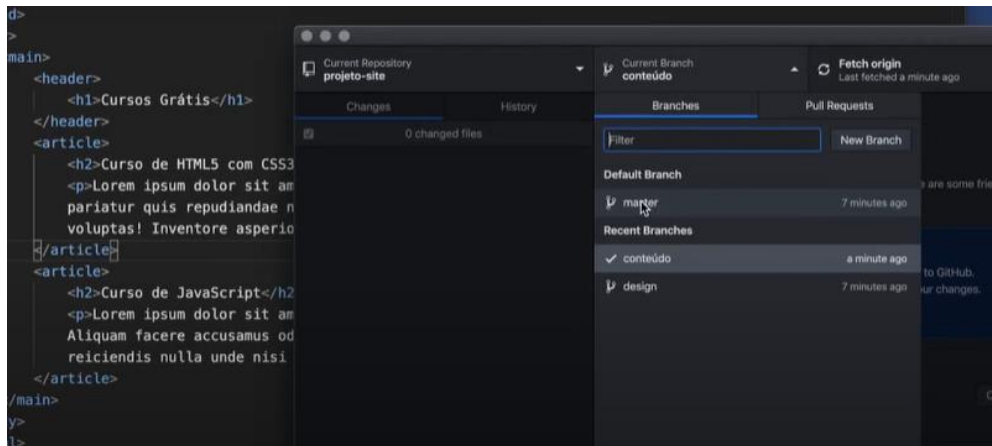 d>
>
main>
<header>
<h1>Cursos Grátis</h1>
</header>
<article>
<h2>Curso de HTML5 com CSS3
<p>Lorem ipsum dolor sit am
pariatur quis repudiandae n
voluptas! Inventore asperio
</article>
<article>
<h2>Curso de JavaScript</h2
<p>Lorem ipsum dolor sit am
Aliquam facere accusamus od
reiciendis nulla unde nisi
</article>
/main>
y>
l>
Current Repository
projeto-site
Current Branch
conteúdo
Fetch origin
Last fetched a minute ago
Changes
History
0 changed files
Branches
Pull Requests
Filter
New Branch
Default Branch
master
7 minutes ago
Recent Branches
conteúdo
a minute ago
design
7 minutes ago
are some frie
to GitHub.
ur changes.